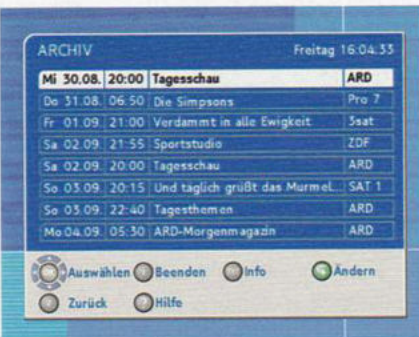 ARCHIV Freitag 16:04:33
Mi 30.08. 20:00 Tagesschau ARD
Do 31.08. 06:50 Die Simpsons Pro 7
Fr 01.09. 21:00 Verdammt in alle Ewigkeit 3sat
Sa 02.09. 21:55 Sportstudio ZDF
Sa 02.09. 20:00 Tagesschau ARD
So 03.09. 20:15 Und täglich grüßt das Murmel... SAT 1
So 03.09. 22:40 Tagesthemen ARD
Mo 04.09. 05:30 ARD-Morgenmagazin ARD
OK Auswählen Beenden Info Ändern
Zurück ? Hilfe